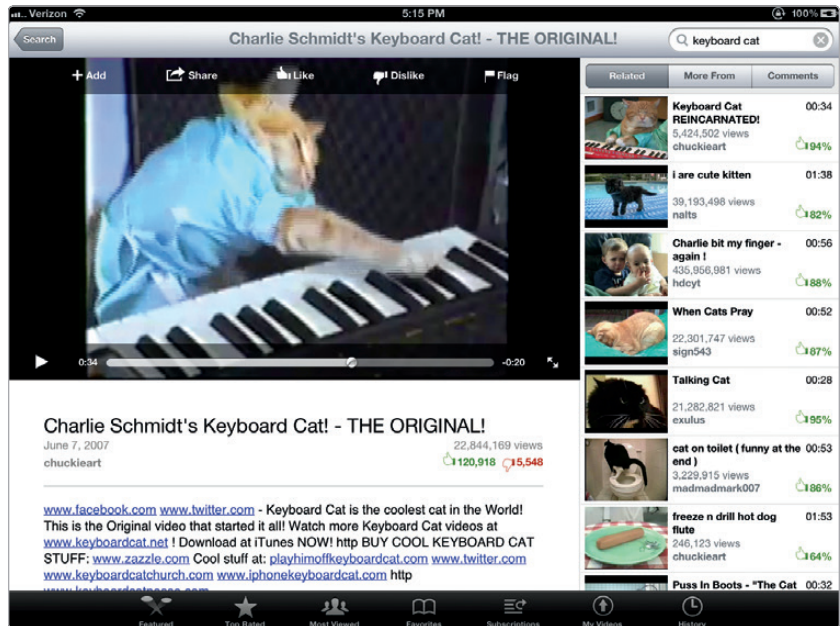 Verizon 5:15 PM 100%
Search Charlie Schmidt's Keyboard Cat! - THE ORIGINAL! keyboard cat
Add Share Like Dislike Flag
0:34 -0:20
Charlie Schmidt's Keyboard Cat! - THE ORIGINAL!
June 7, 2007 22,844,169 views
chuckieart 120,918 5,548
www.facebook.com www.twitter.com - Keyboard Cat is the coolest cat in the World!
This is the Original video that started it all! Watch more Keyboard Cat videos at
www.keyboardcat.net ! Download at iTunes NOW! http BUY COOL KEYBOARD CAT
STUFF: www.zazzle.com Cool stuff at: playhimoffkeyboardcat.com www.twitter.com
www.keyboardcatchurch.com www.iphonekeyboardcat.com http
Related More From Comments
Keyboard Cat 00:34
REINCARNATED!
5,424,502 views
chuckieart 94%
i are cute kitten 01:38
39,193,498 views
nalts 82%
Charlie bit my finger - 00:56
again !
435,956,981 views
hdcyt 88%
When Cats Pray 00:52
22,301,747 views
sign543 87%
Talking Cat 00:28
21,282,821 views
exulus 95%
cat on toilet ( funny at the 00:53
end )
3,229,915 views
madmadmark007 86%
freeze n drill hot dog 01:53
flute
246,123 views
chuckieart 64%
Puss In Boots - "The Cat 00:32
Featured Top Rated Most Viewed Favorites Subscriptions My Videos History